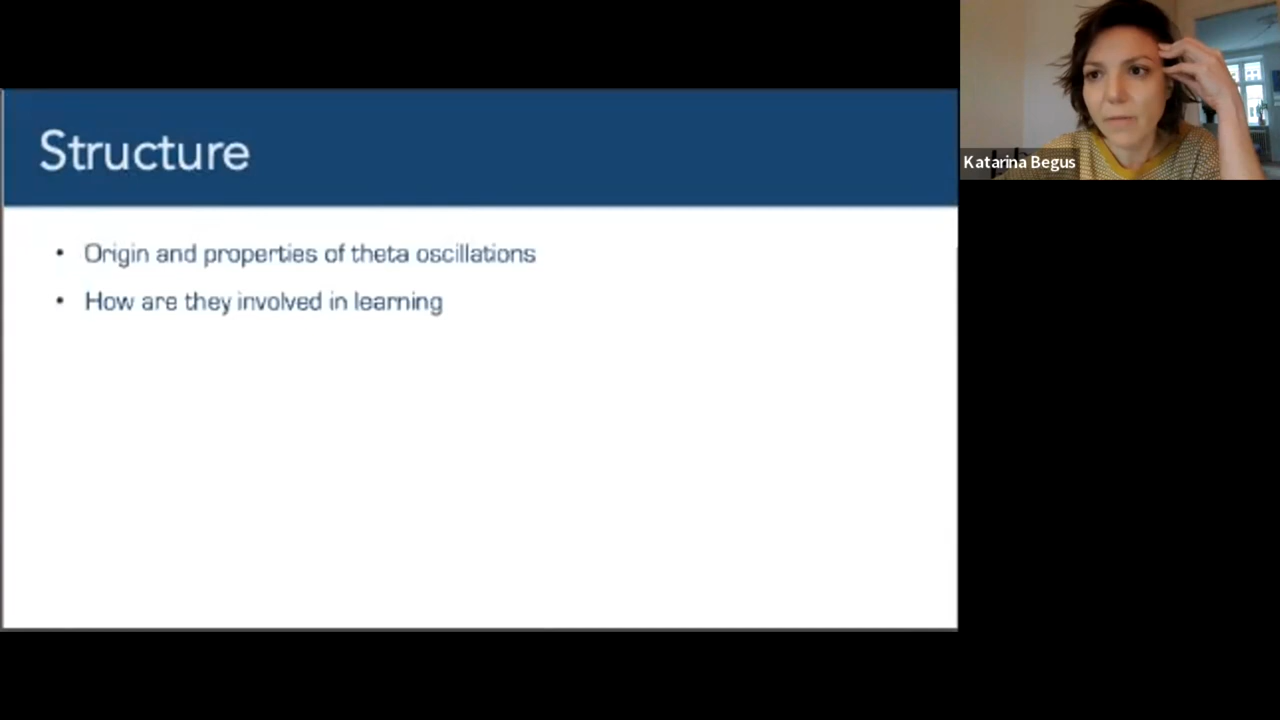 Structure
• Origin and properties of theta oscillations
• How are they involved in learning
Katarina Begus